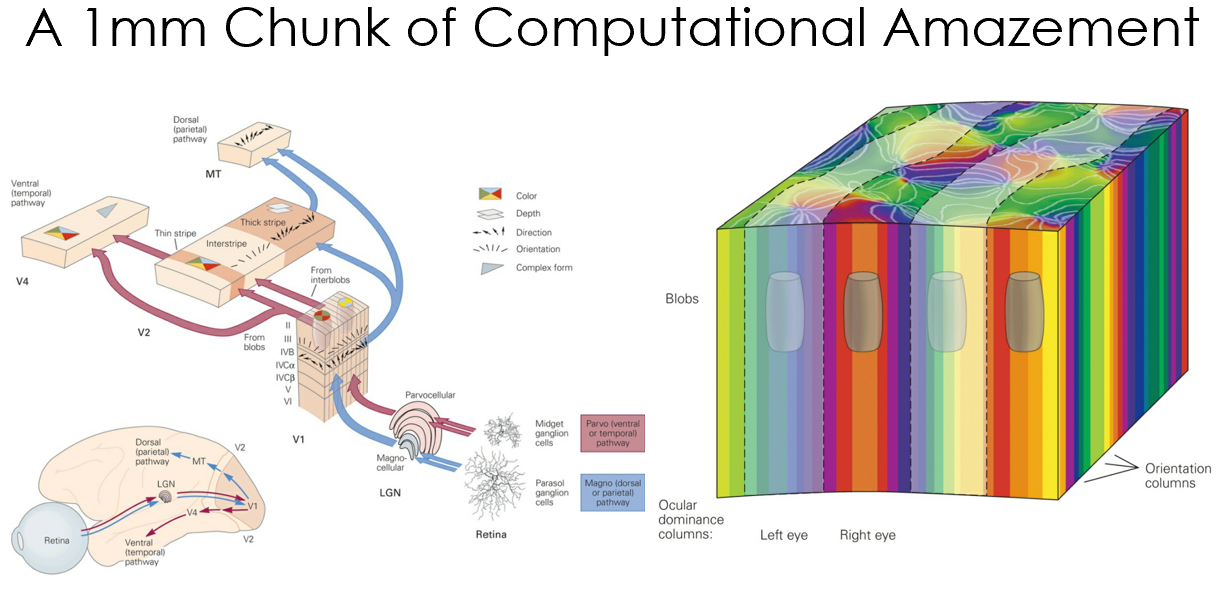 A 1mm Chunk of Computational Amazement
Dorsal
(parietal)
pathway
MT
Ventral
(temporal)
pathway
V4
Thin stripe
Interstripe
Thick stripe
V2
Color
Depth
Direction
Orientation
Complex form
From
interblobs
From
blobs
II
III
IVB
IVCα
IVCβ
V
VI
V1
Parvocellular
Magno-
cellular
LGN
Midget
ganglion
cells
Parvo (ventral
or temporal)
pathway
Parasol
ganglion
cells
Magno (dorsal
or parietal)
pathway
Retina
Dorsal
(parietal)
pathway
MT
V2
LGN
V1
V4
V2
Retina
Ventral
(temporal)
pathway
Blobs
Orientation
columns
Ocular
dominance
columns:
Left eye
Right eye